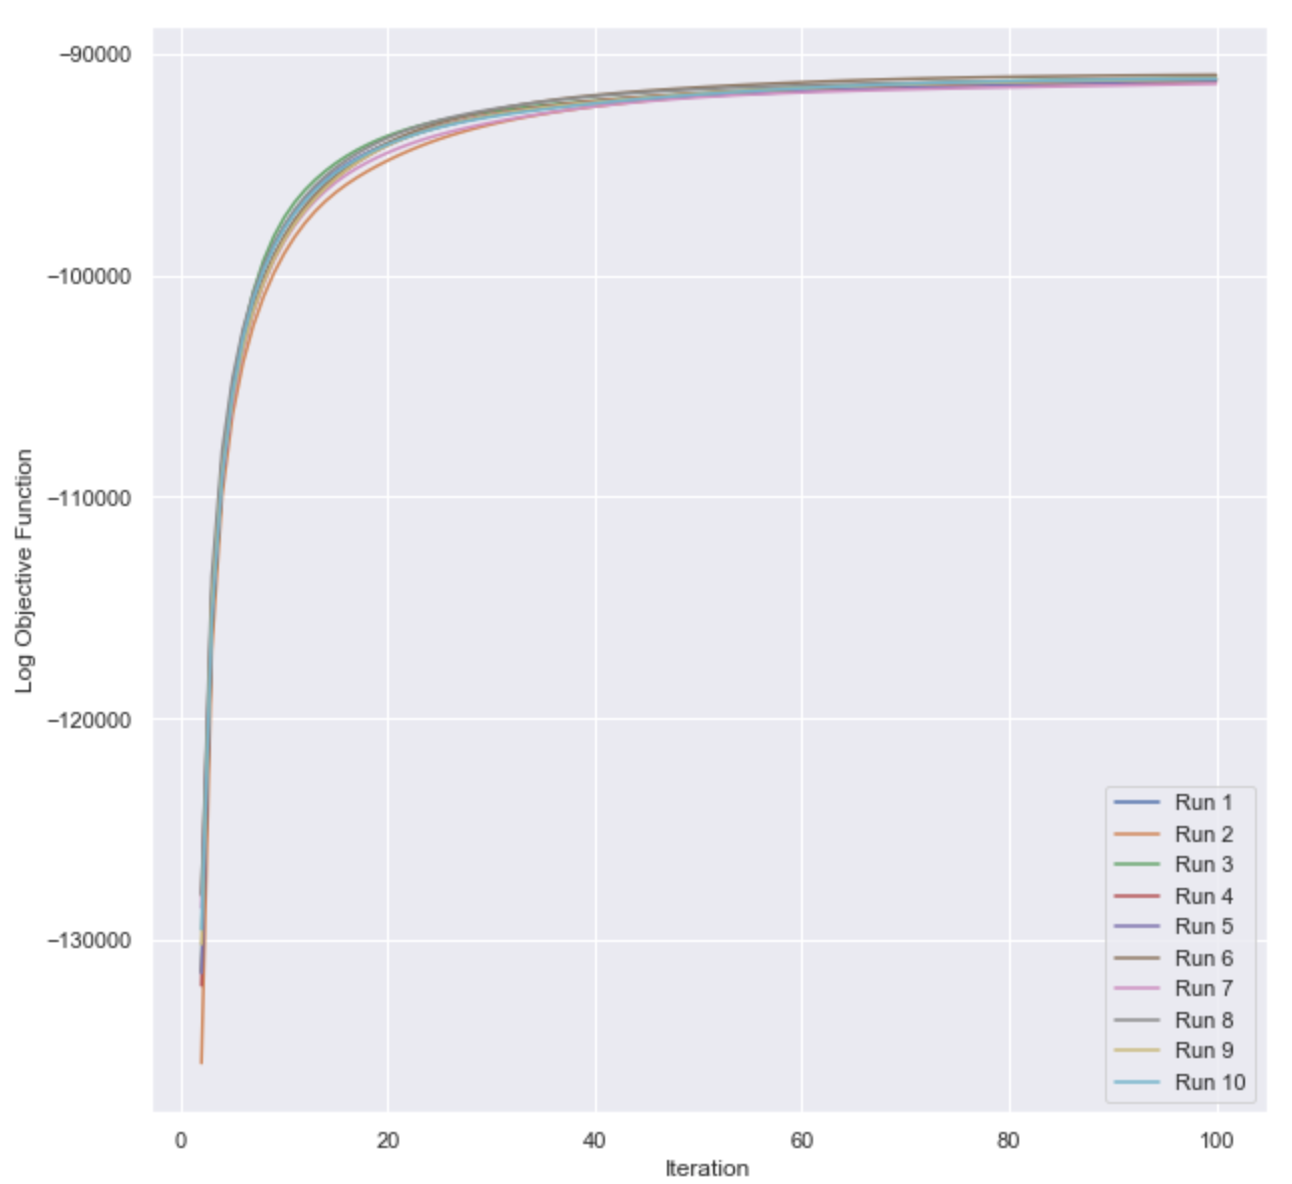 −90000
−100000
−110000
−120000
−130000
Log Objective Function
Run 1
Run 2
Run 3
Run 4
Run 5
Run 6
Run 7
Run 8
Run 9
Run 10
0 20 40 60 80 100
Iteration